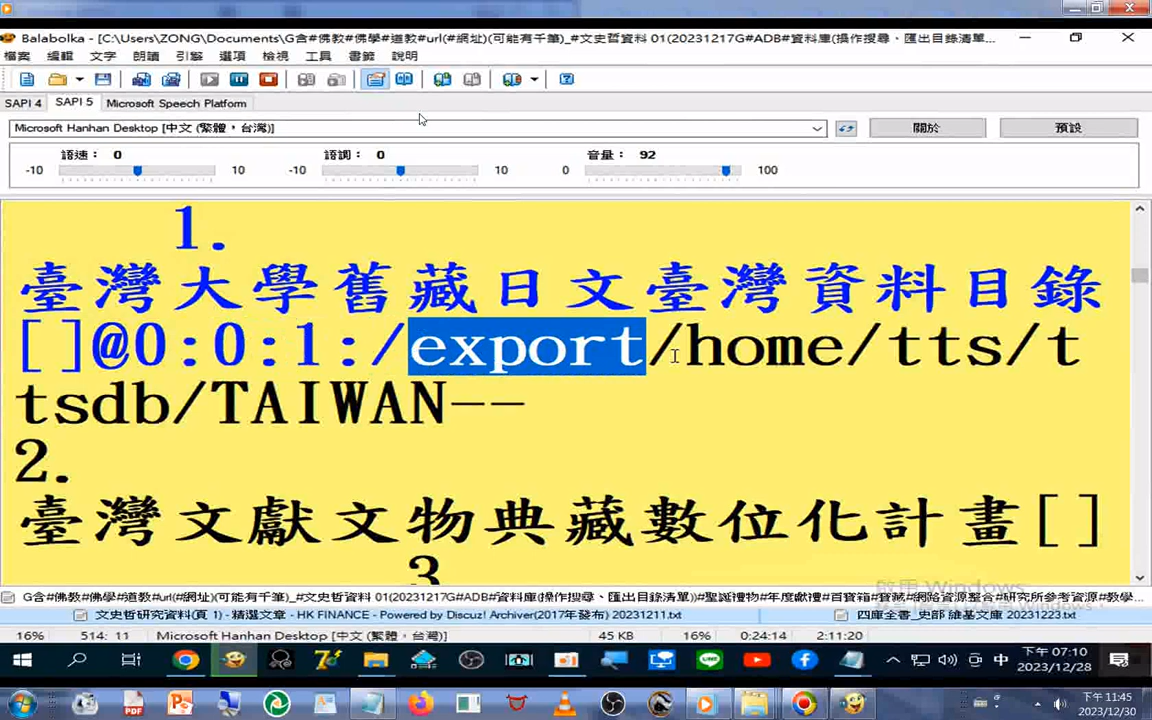 Balabolka - [C:\Users\ZONG\Documents\G含#佛教#佛學#道教#url(#網址)(可能有千筆)_#文史哲資料 01(20231217G#ADB#資料庫(操作搜尋、匯出目錄清單...
檔案 編輯 文字 朗讀 引擎 選項 檢視 工具 書籤 說明
SAPI 4 SAPI 5 Microsoft Speech Platform
Microsoft Hanhan Desktop [中文 (繁體，台灣)] 關於 預設
語速： 0 語調： 0 音量： 92
-10 10 -10 10 0 100
1.
臺灣大學舊藏日文臺灣資料目錄
[]@0:0:1:/export/home/tts/t
tsdb/TAIWAN--
2.
臺灣文獻文物典藏數位化計畫[]
3
啟用 Windows
G含#佛教#佛學#道教#url(#網址)(可能有千筆)_#文史哲資料 01(20231217G#ADB#資料庫(操作搜尋、匯出目錄清單))#聖誕禮物#年度獻禮#百寶箱#寶藏#網路資源整合#研究所參考資源#教學...
文史哲研究資料(頁 1) - 精選文章 - HK FINANCE - Powered by Discuz! Archiver(2017年發布) 20231211.txt 四庫全書_史部 維基文庫 20231223.txt
16% 514: 11 Microsoft Hanhan Desktop [中文 (繁體，台灣)] 45 KB 16% 0:24:14 2:11:20
中 下午 07:10
2023/12/28
上午 11:45
2023/12/30